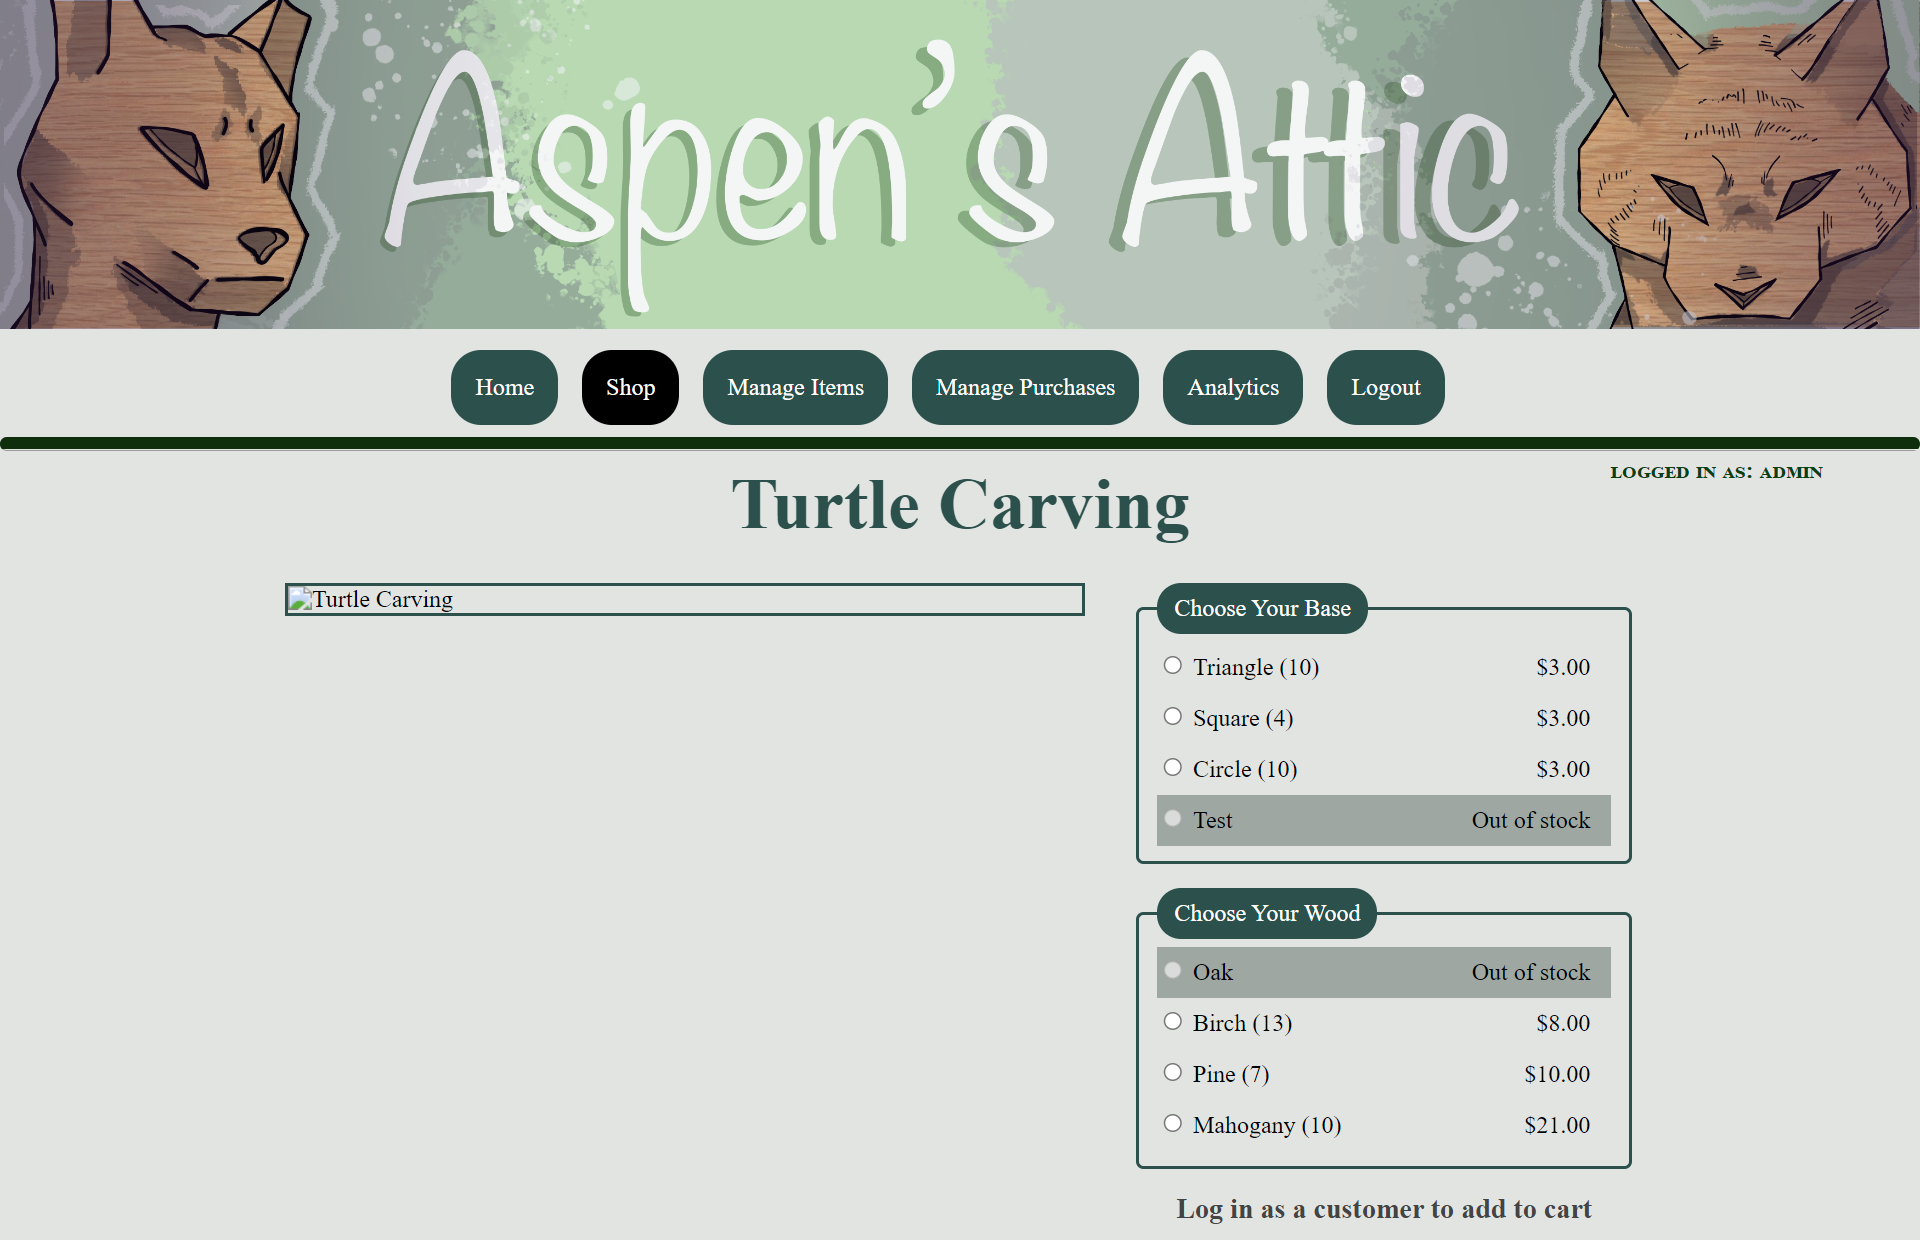 Aspen's Attic
Home
Shop
Manage Items
Manage Purchases
Analytics
Logout
LOGGED IN AS: ADMIN
Turtle Carving
Turtle Carving
Choose Your Base
Triangle (10) $3.00
Square (4) $3.00
Circle (10) $3.00
Test Out of stock
Choose Your Wood
Oak Out of stock
Birch (13) $8.00
Pine (7) $10.00
Mahogany (10) $21.00
Log in as a customer to add to cart